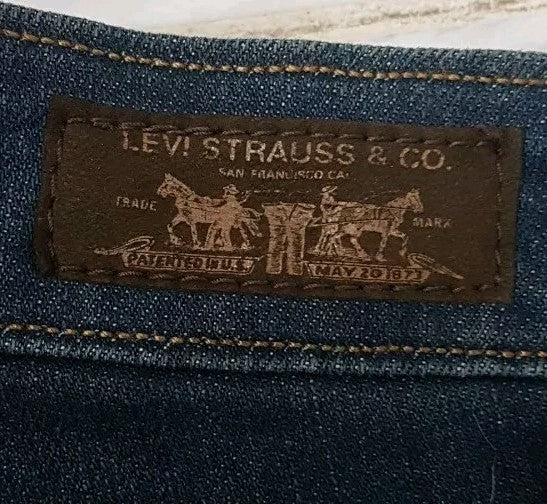 LEVI STRAUSS & CO.
SAN FRANCISCO CAL
TRADE MARK
PATENTED IN U.S.
MAY 20 1873